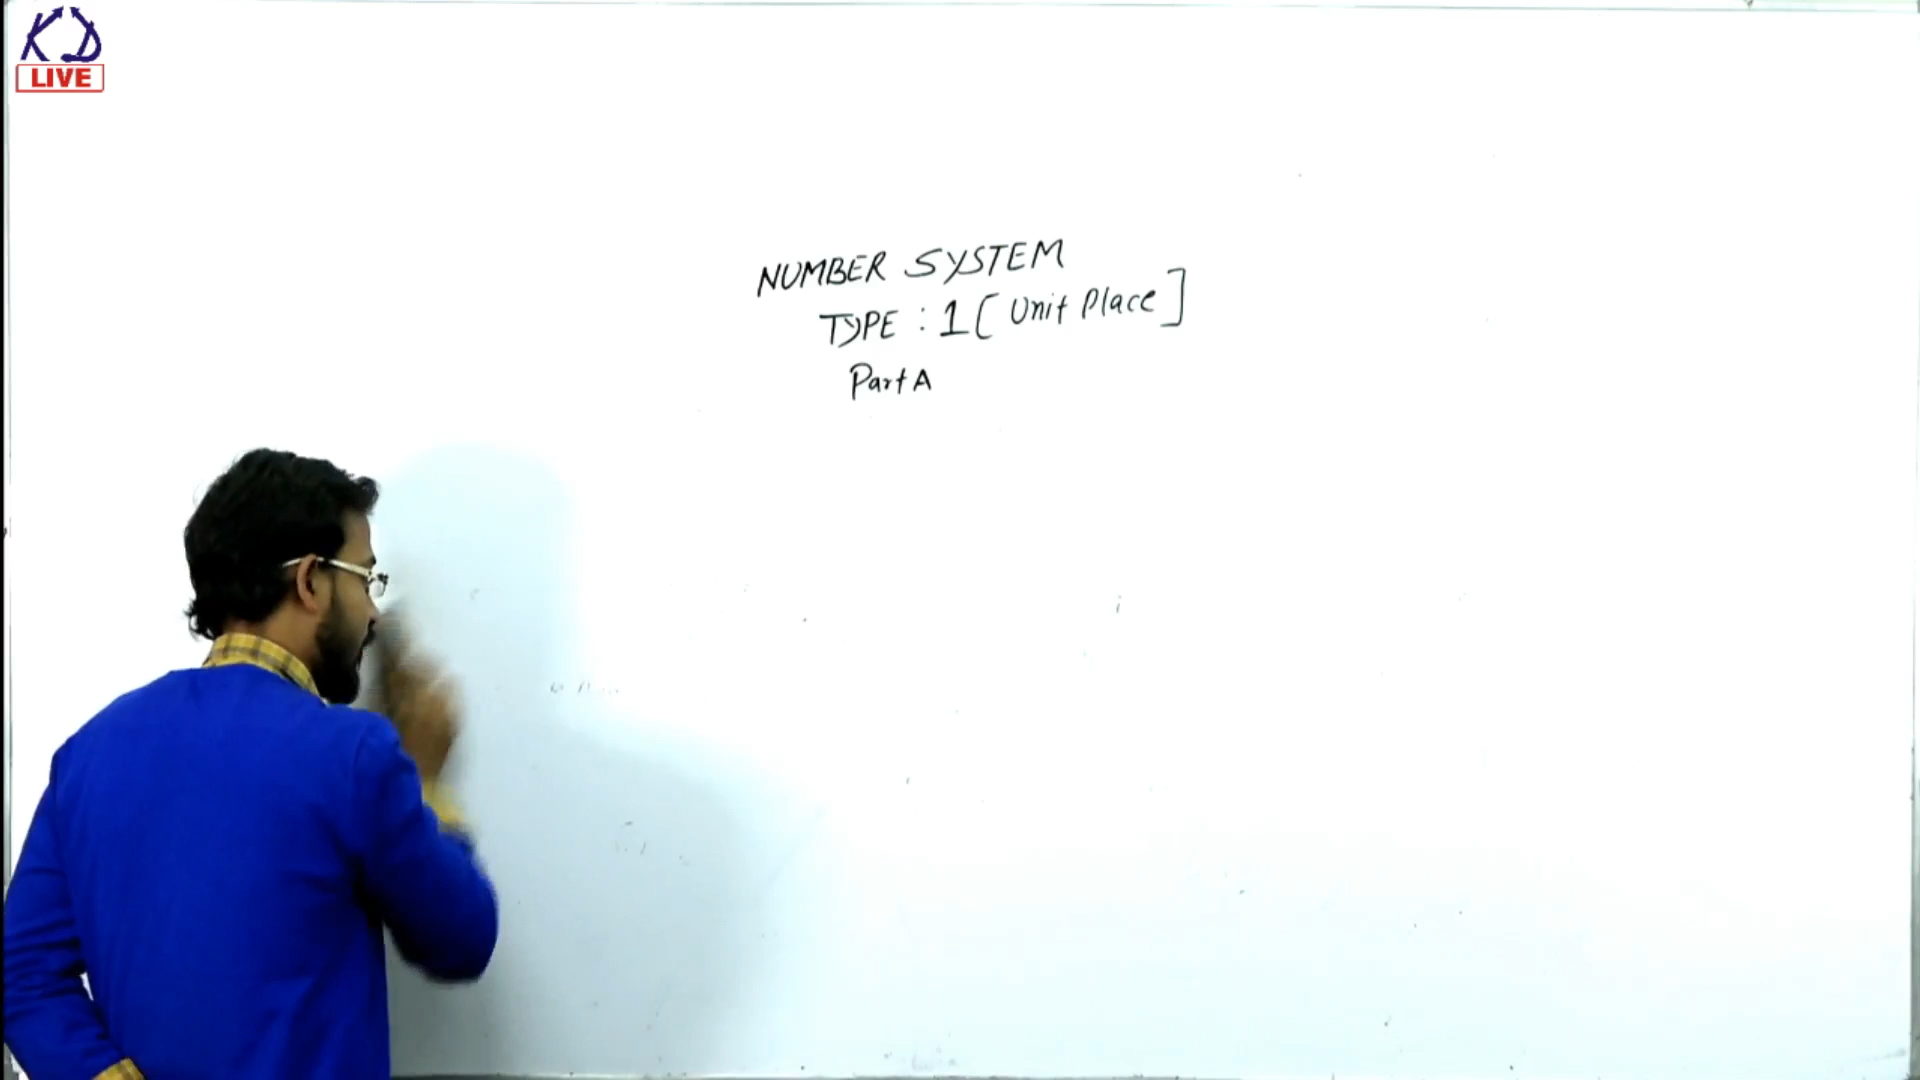 KD
LIVE
NUMBER SYSTEM
TYPE : 1 [ Unit Place ]
Part A